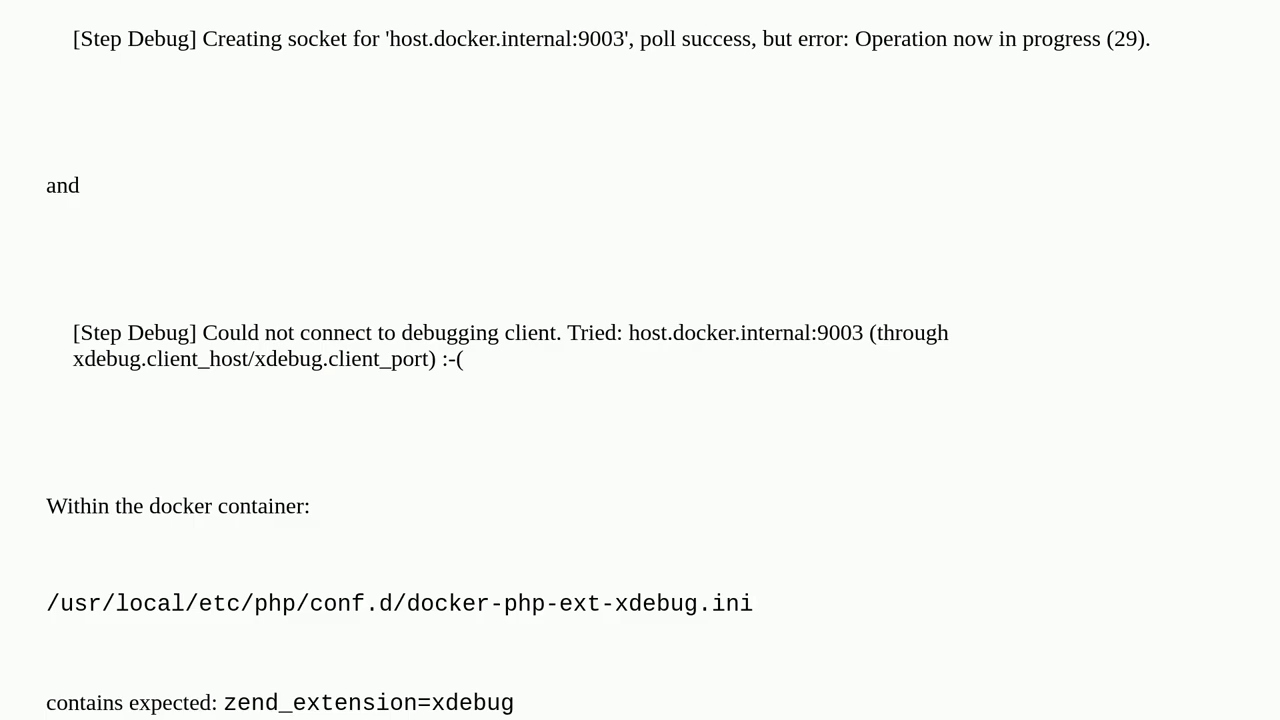 [Step Debug] Creating socket for 'host.docker.internal:9003', poll success, but error: Operation now in progress (29).
and
[Step Debug] Could not connect to debugging client. Tried: host.docker.internal:9003 (through
xdebug.client_host/xdebug.client_port) :-(
Within the docker container:
/usr/local/etc/php/conf.d/docker-php-ext-xdebug.ini
contains expected: zend_extension=xdebug